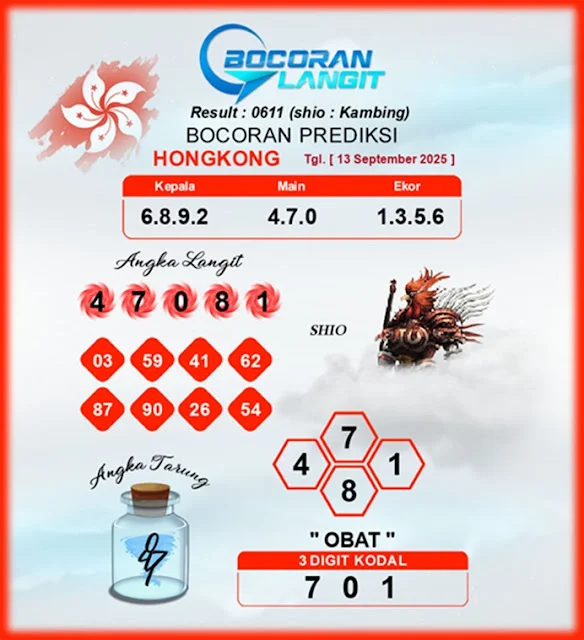 BOCORAN
LANGIT
Result : 0611 (shio : Kambing)
BOCORAN PREDIKSI
HONGKONG Tgl. [ 13 September 2025 ]
Kepala Main Ekor
6.8.9.2 4.7.0 1.3.5.6
Angka Langit
4 7 0 8 1
SHIO
03 59 41 62
87 90 26 54
7
4 1
8
Angka Tarung
" OBAT "
3 DIGIT KODAL
7 0 1